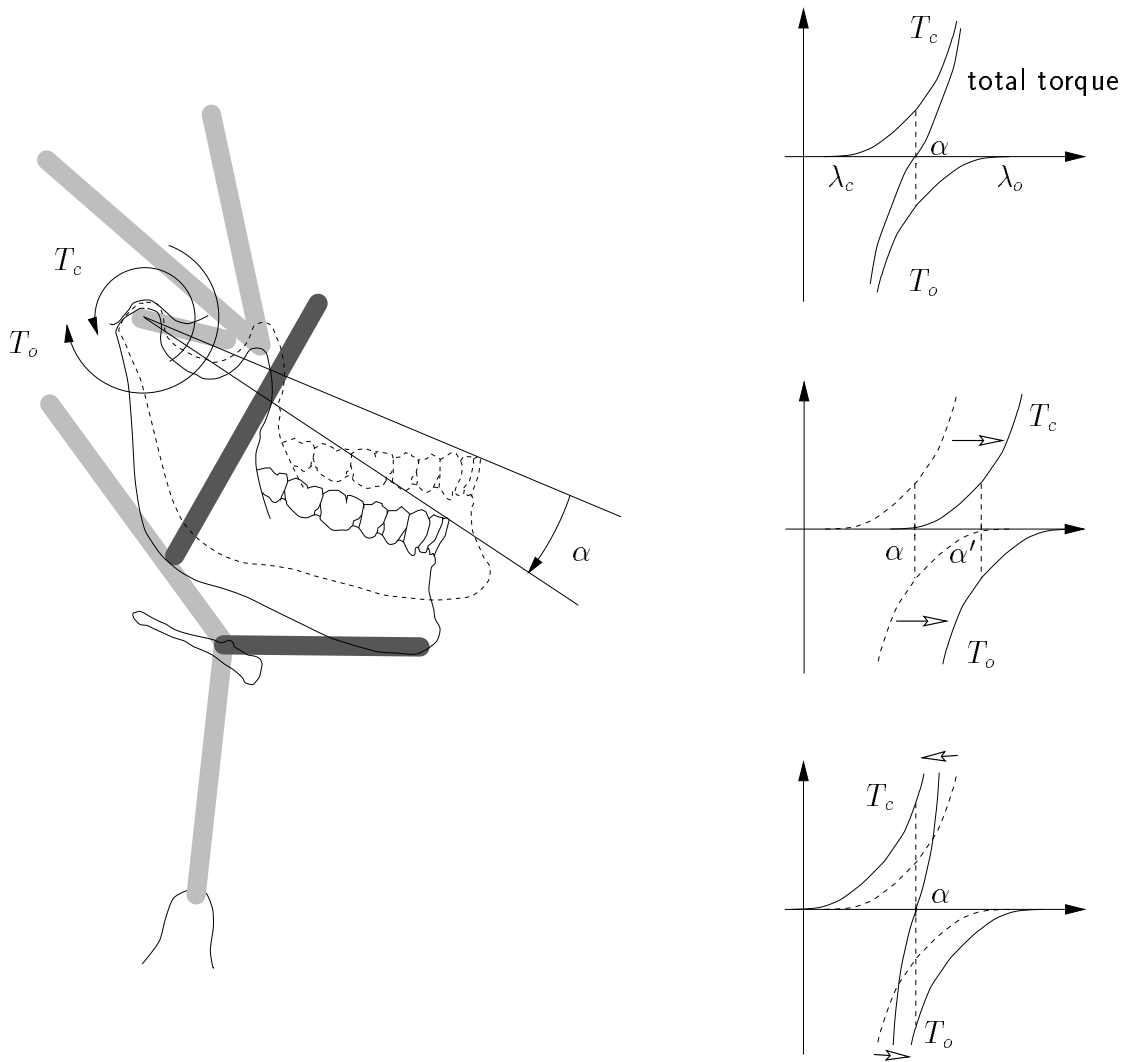 T_c
T_o
α
T_c
total torque
α
λ_c
λ_o
T_o
T_c
α
α′
T_o
T_c
α
T_o